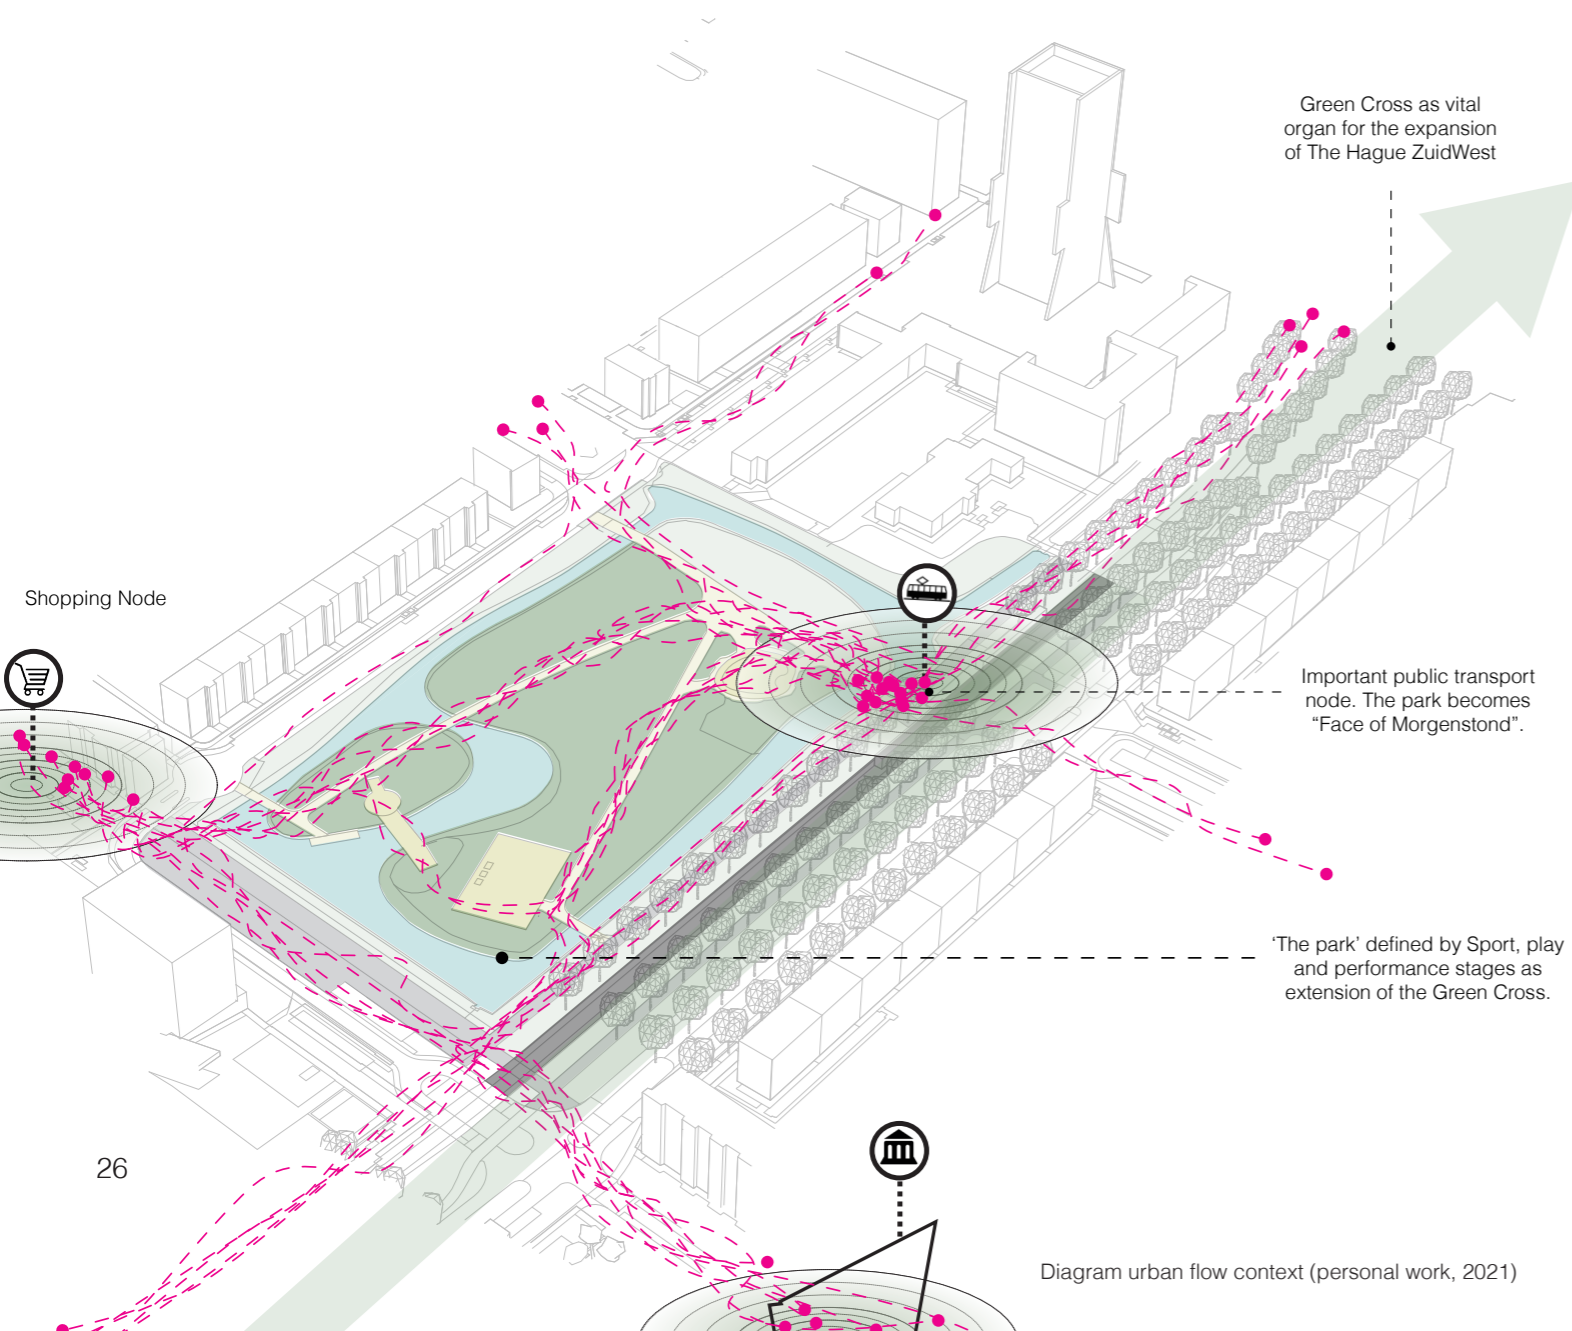 Green Cross as vital
organ for the expansion
of The Hague ZuidWest
Shopping Node
Important public transport
node. The park becomes
“Face of Morgenstond”.
‘The park’ defined by Sport, play
and performance stages as
extension of the Green Cross.
26
Diagram urban flow context (personal work, 2021)